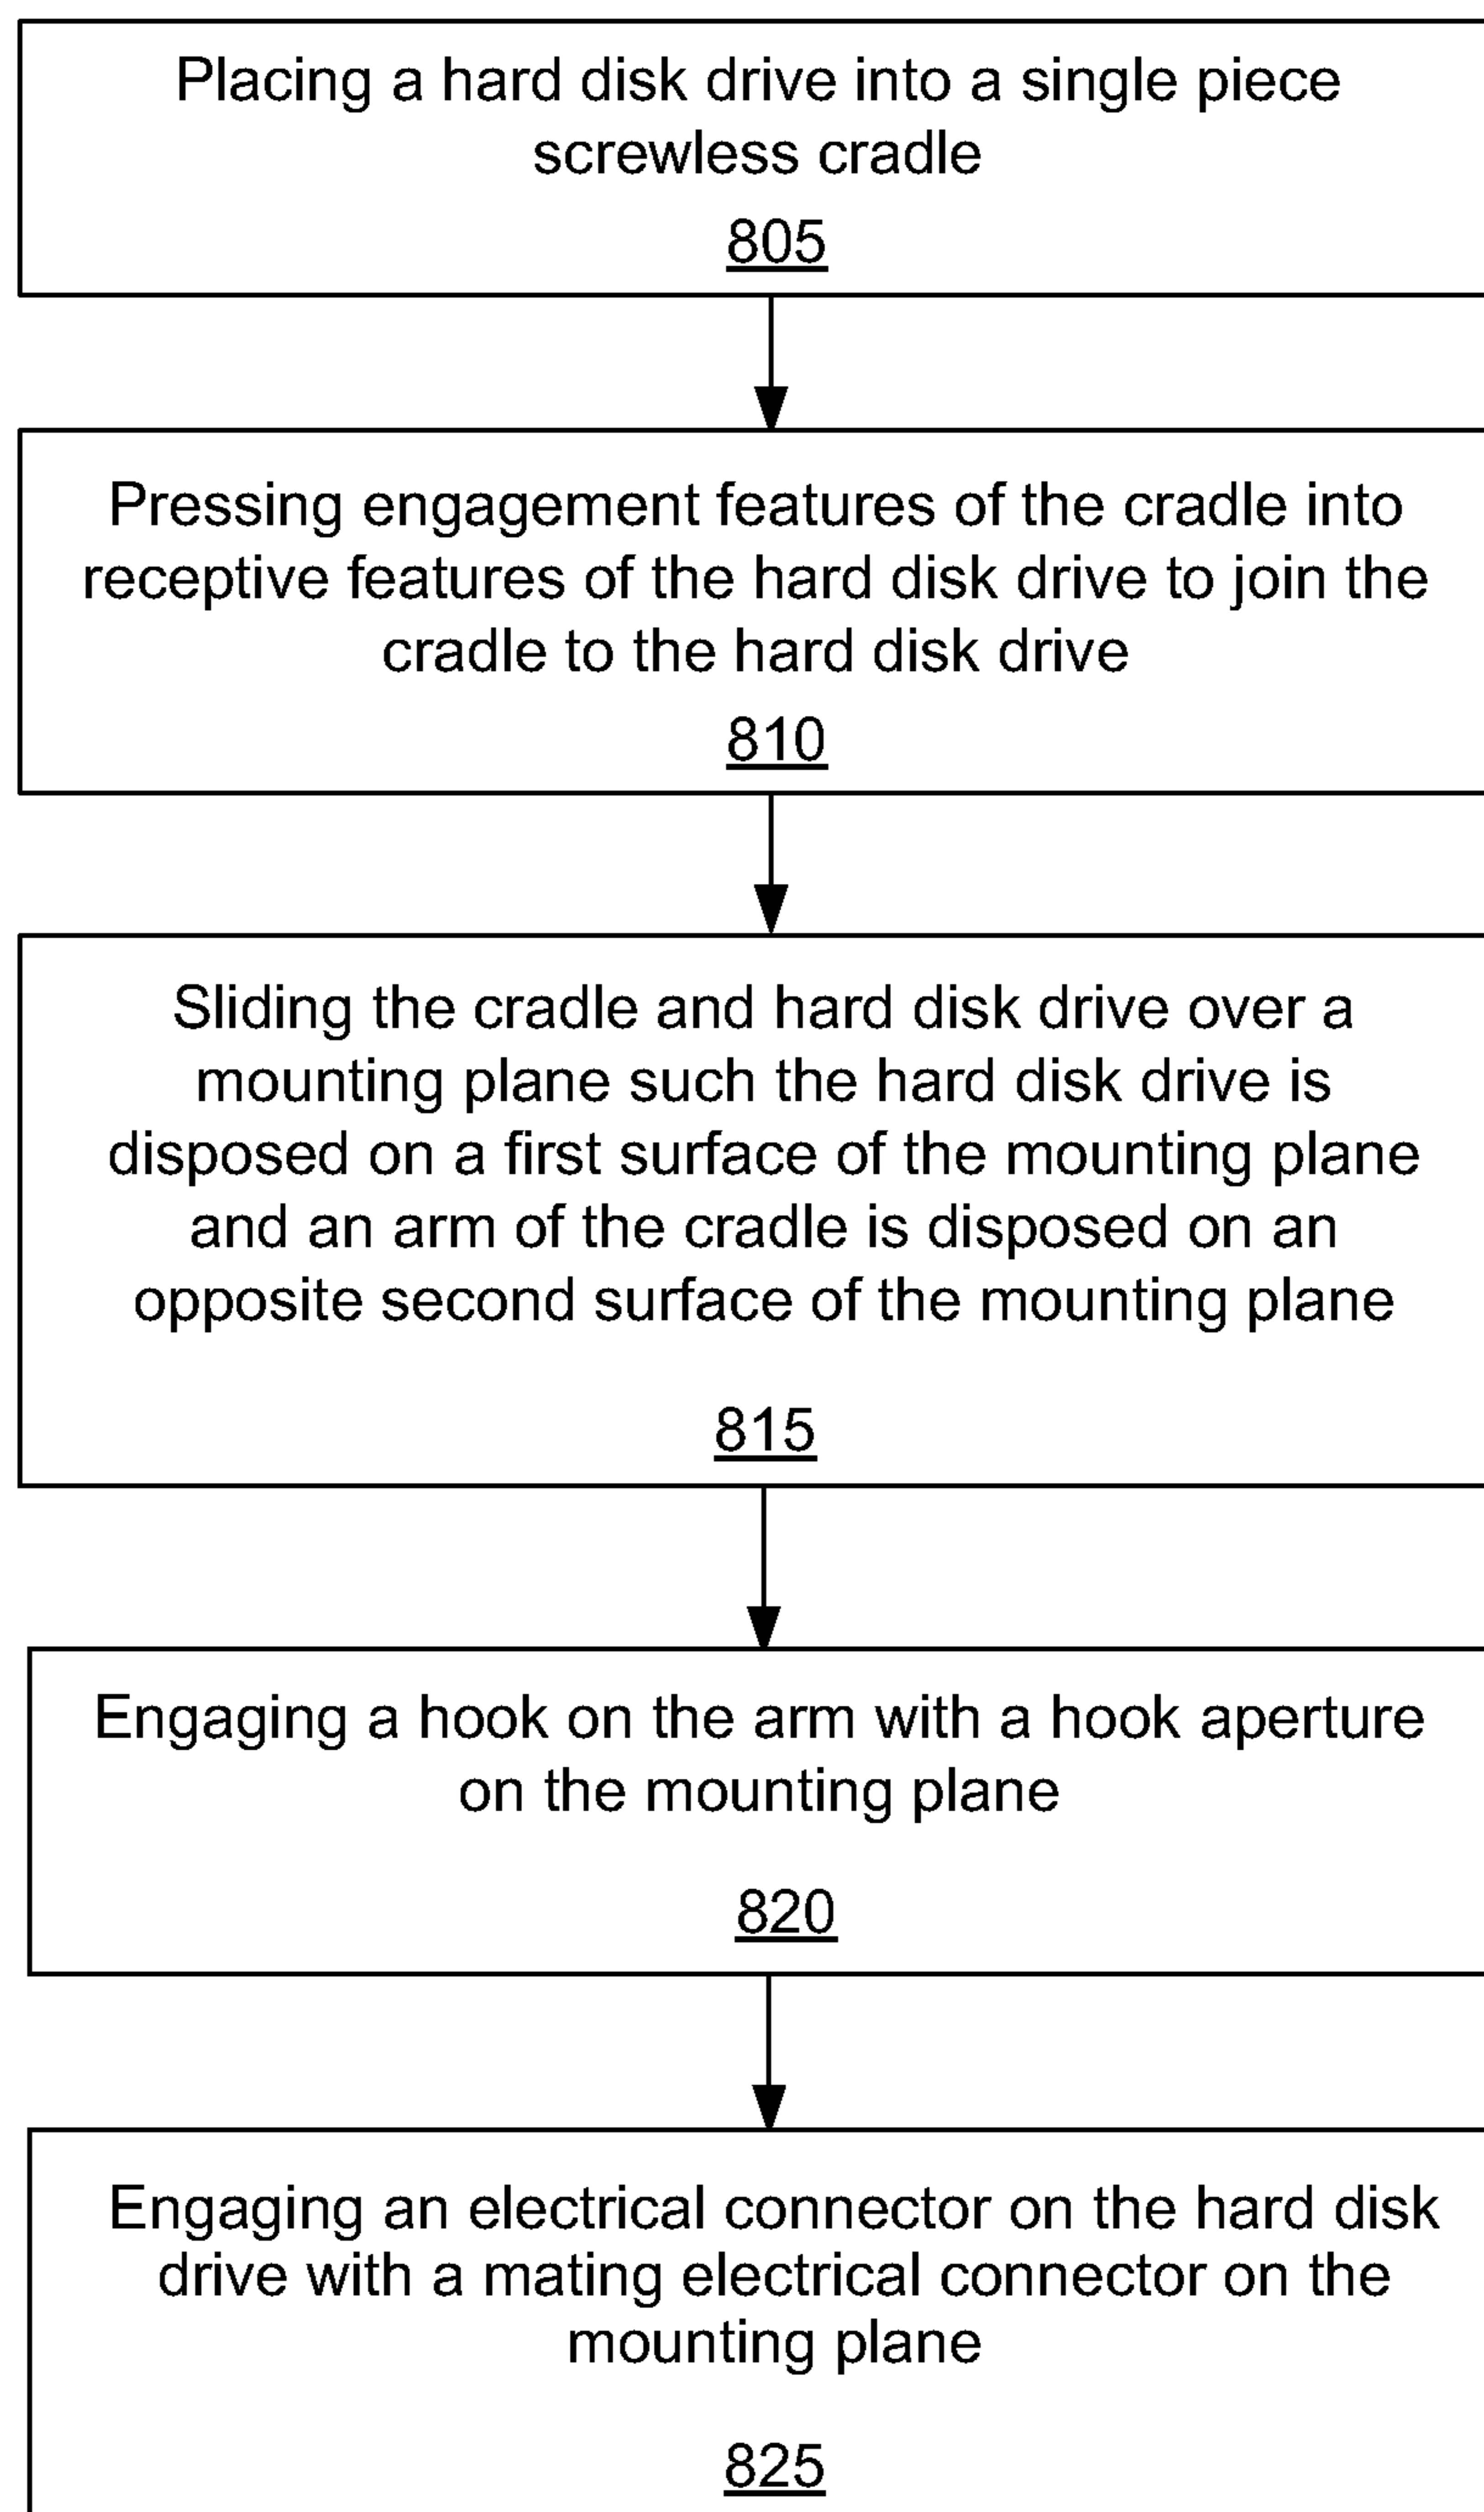 Placing a hard disk drive into a single piece
screwless cradle
805
Pressing engagement features of the cradle into
receptive features of the hard disk drive to join the
cradle to the hard disk drive
810
Sliding the cradle and hard disk drive over a
mounting plane such the hard disk drive is
disposed on a first surface of the mounting plane
and an arm of the cradle is disposed on an
opposite second surface of the mounting plane
815
Engaging a hook on the arm with a hook aperture
on the mounting plane
820
Engaging an electrical connector on the hard disk
drive with a mating electrical connector on the
mounting plane
825